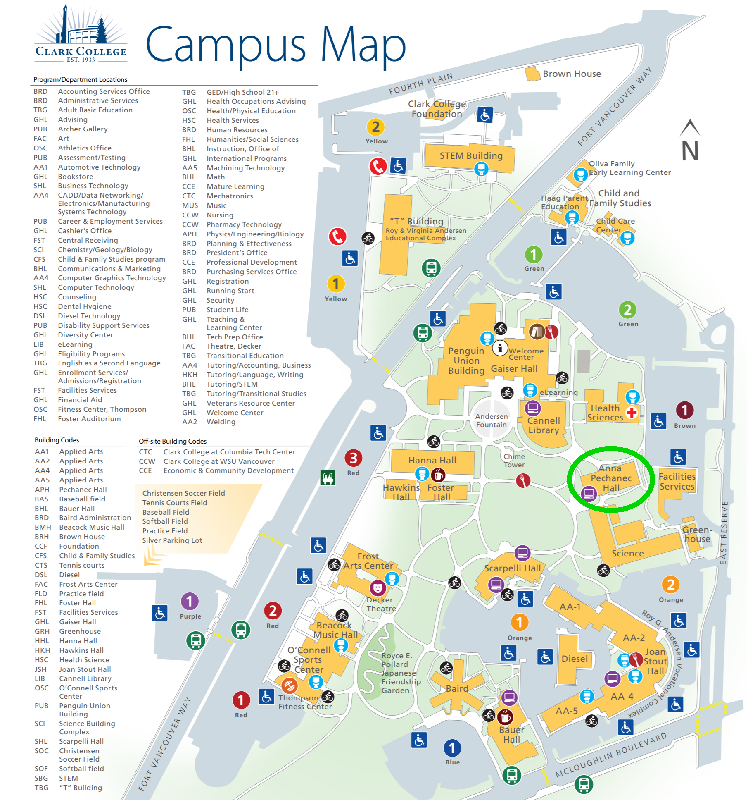 CLARK COLLEGE
EST. 1933
Campus Map
Program/Department Locations
BRD Accounting Services Office
BRD Administrative Services
TBG Adult Basic Education
GHL Advising
PUB Archer Gallery
FAC Art
OSC Athletics Office
PUB Assessment/Testing
AA1 Automotive Technology
GHL Bookstore
SHL Business Technology
AA4 CADD/Data Networking/
Electronics/Manufacturing
Systems Technology
PUB Career & Employment Services
GHL Cashier's Office
FST Central Receiving
SCI Chemistry/Geology/Biology
CFS Child & Family Studies program
BHL Communications & Marketing
AA4 Computer Graphics Technology
SHL Computer Technology
HSC Counseling
HSC Dental Hygiene
DSL Diesel Technology
PUB Disability Support Services
GHL Diversity Center
LIB eLearning
GHL Eligibility Programs
TBG English as a Second Language
GHL Enrollment Services/
Admissions/Registration
FST Facilities Services
GHL Financial Aid
OSC Fitness Center, Thompson
FHL Foster Auditorium
TBG GED/High School 21+
GHL Health Occupations Advising
OSC Health/Physical Education
HSC Health Services
BRD Human Resources
FHL Humanities/Social Sciences
BHL Instruction, Office of
GHL International Programs
AA5 Machining Technology
BHL Math
CCE Mature Learning
CTC Mechatronics
MUS Music
CCW Nursing
CCW Pharmacy Technology
APH Physics/Engineering/Biology
BRD Planning & Effectiveness
BRD President's Office
CCE Professional Development
BRD Purchasing Services Office
GHL Registration
GHL Running Start
GHL Security
PUB Student Life
GHL Teaching &
Learning Center
BHL Tech Prep Office
FAC Theatre, Decker
TBG Transitional Education
AA4 Tutoring/Accounting, Business
HKH Tutoring/Language, Writing
BHL Tutoring/STEM
TBG Tutoring/Transitional Studies
GHL Veterans Resource Center
GHL Welcome Center
AA2 Welding
Building Codes
AA1 Applied Arts
AA2 Applied Arts
AA4 Applied Arts
AA5 Applied Arts
APH Pechanec Hall
BAS Baseball field
BHL Bauer Hall
BRD Baird Administration
BMH Beacock Music Hall
BRH Brown House
CCF Foundation
CFS Child & Family Studies
CTS Tennis courts
DSL Diesel
FAC Frost Arts Center
FLD Practice field
FHL Foster Hall
FST Facilities Services
GHL Gaiser Hall
GRH Greenhouse
HHL Hanna Hall
HKH Hawkins Hall
HSC Health Science
JSH Joan Stout Hall
LIB Cannell Library
OSC O'Connell Sports
Center
PUB Penguin Union
Building
SCI Science Building
Complex
SHL Scarpelli Hall
SOC Christensen
Soccer Field
SOF Softball field
SBG STEM
TBG "T" Building
Off-site Building Codes
CTC Clark College at Columbia Tech Center
CCW Clark College at WSU Vancouver
CCE Economic & Community Development
Christensen Soccer Field
Tennis Courts Field
Baseball Field
Softball Field
Practice Field
Silver Parking Lot
FOURTH PLAIN
Brown House
FORT VANCOUVER WAY
N
Clark College
Foundation
2
Yellow
STEM Building
Oliva Family
Early Learning Center
Haag Parent
Education
Child and
Family Studies
Child Care
Center
"T" Building
Roy & Virginia Andersen
Educational Complex
1
Yellow
1
Green
2
Green
Penguin
Union
Building
i
Welcome
Center
Gaiser Hall
eLearning
Cannell
Library
Andersen
Fountain
Health
Sciences
1
Brown
3
Red
Hanna Hall
Hawkins
Hall
Foster
Hall
Chime
Tower
Anna
Pechanec
Hall
Facilities
Services
EAST RESERVE
Green-
house
Science
Frost
Arts Center
Decker
Theatre
Scarpelli Hall
2
Orange
1
Purple
2
Red
Beacock
Music Hall
O'Connell
Sports
Center
Thompson
Fitness Center
Royce E.
Pollard
Japanese
Friendship
Garden
1
Orange
AA-1
AA-2
Diesel
Joan
Stout
Hall
Roy G. Andersen Vocational Complex
AA-4
AA-5
Baird
Bauer
Hall
1
Red
1
Blue
FORT VANCOUVER WAY
MCLOUGHLIN BOULEVARD